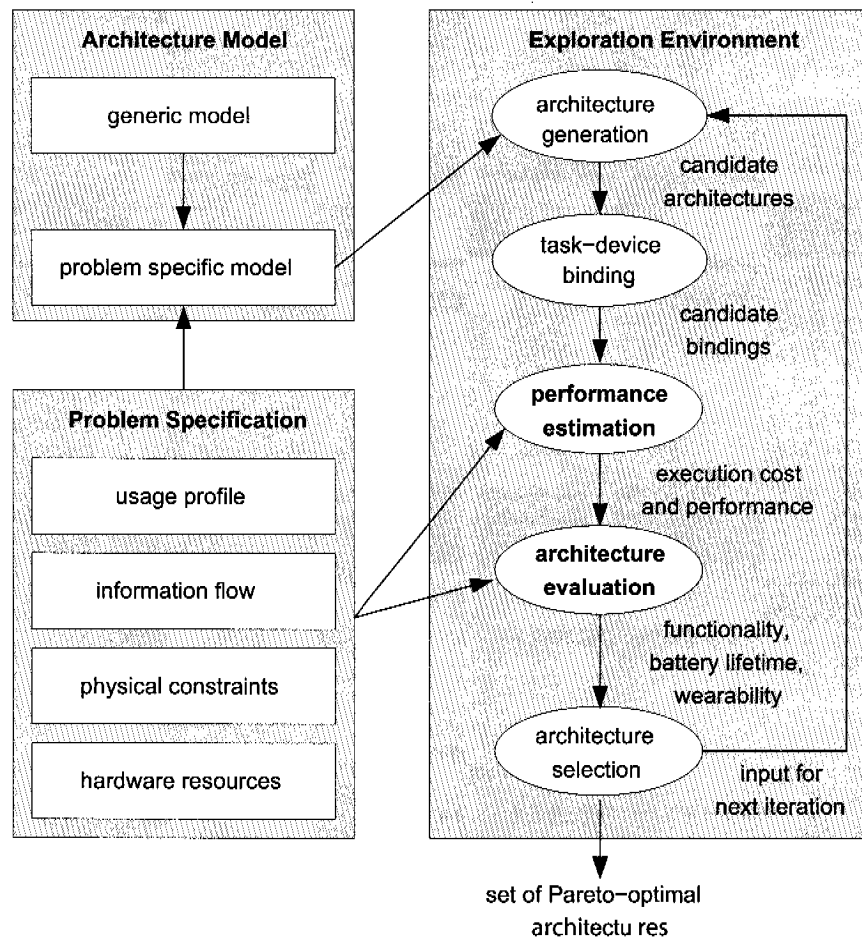 Architecture Model
generic model
problem specific model
Problem Specification
usage profile
information flow
physical constraints
hardware resources
Exploration Environment
architecture
generation
candidate
architectures
task-device
binding
candidate
bindings
performance
estimation
execution cost
and performance
architecture
evaluation
functionality,
battery lifetime,
wearability
architecture
selection
input for
next iteration
set of Pareto-optimal
architectu res